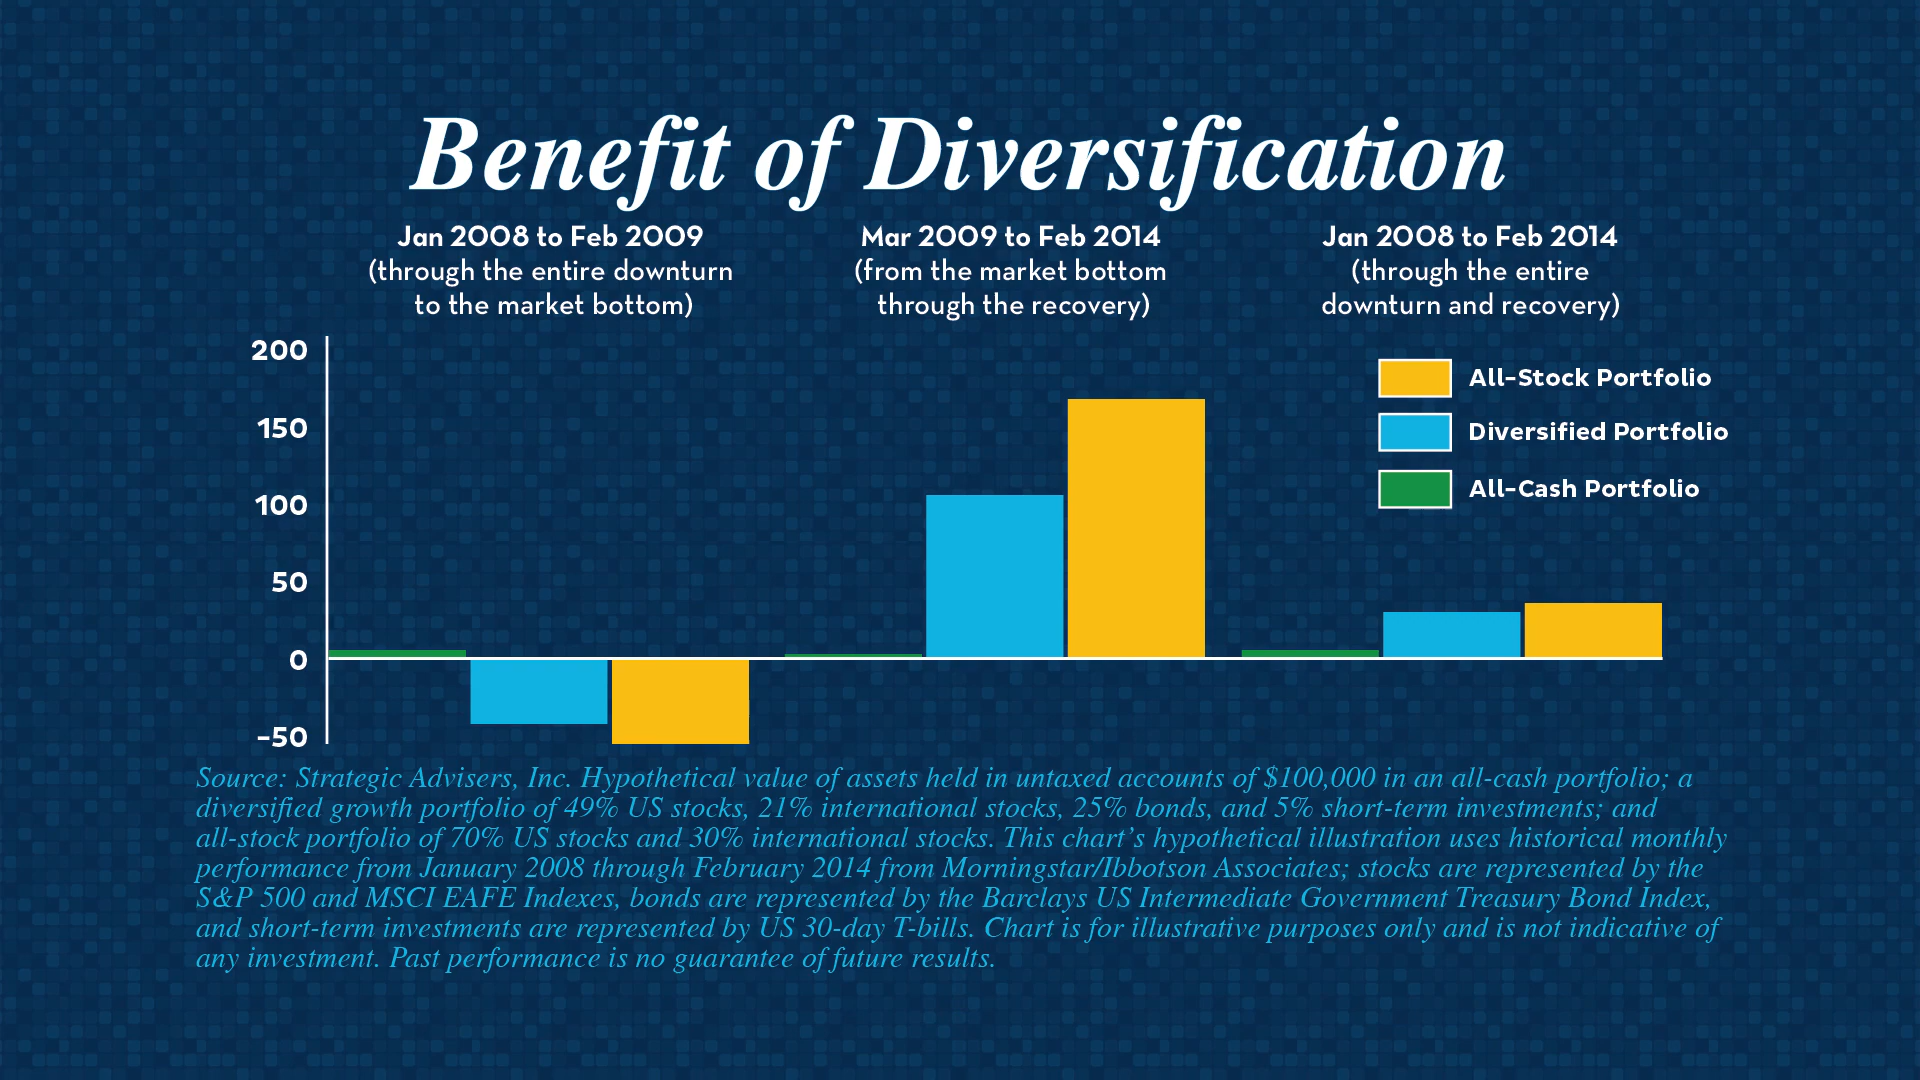 Benefit of Diversification
Jan 2008 to Feb 2009
(through the entire downturn
to the market bottom)
Mar 2009 to Feb 2014
(from the market bottom
through the recovery)
Jan 2008 to Feb 2014
(through the entire
downturn and recovery)
200
150
100
50
0
-50
All-Stock Portfolio
Diversified Portfolio
All-Cash Portfolio
Source: Strategic Advisers, Inc. Hypothetical value of assets held in untaxed accounts of $100,000 in an all-cash portfolio; a
diversified growth portfolio of 49% US stocks, 21% international stocks, 25% bonds, and 5% short-term investments; and
all-stock portfolio of 70% US stocks and 30% international stocks. This chart’s hypothetical illustration uses historical monthly
performance from January 2008 through February 2014 from Morningstar/Ibbotson Associates; stocks are represented by the
S&P 500 and MSCI EAFE Indexes, bonds are represented by the Barclays US Intermediate Government Treasury Bond Index,
and short-term investments are represented by US 30-day T-bills. Chart is for illustrative purposes only and is not indicative of
any investment. Past performance is no guarantee of future results.